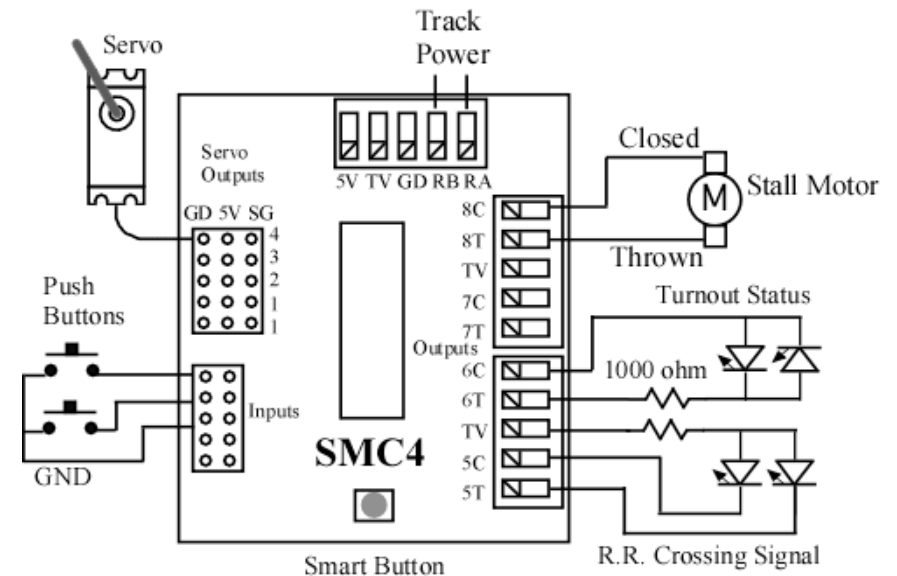 Track
Power
Servo
Servo
Outputs
5V TV GD RB RA
Closed
M
Stall Motor
Thrown
GD 5V SG
4
3
2
1
1
8C
8T
TV
7C
7T
Turnout Status
Push
Buttons
Outputs
6C
6T
TV
5C
5T
1000 ohm
Inputs
GND
SMC4
Smart Button
R.R. Crossing Signal